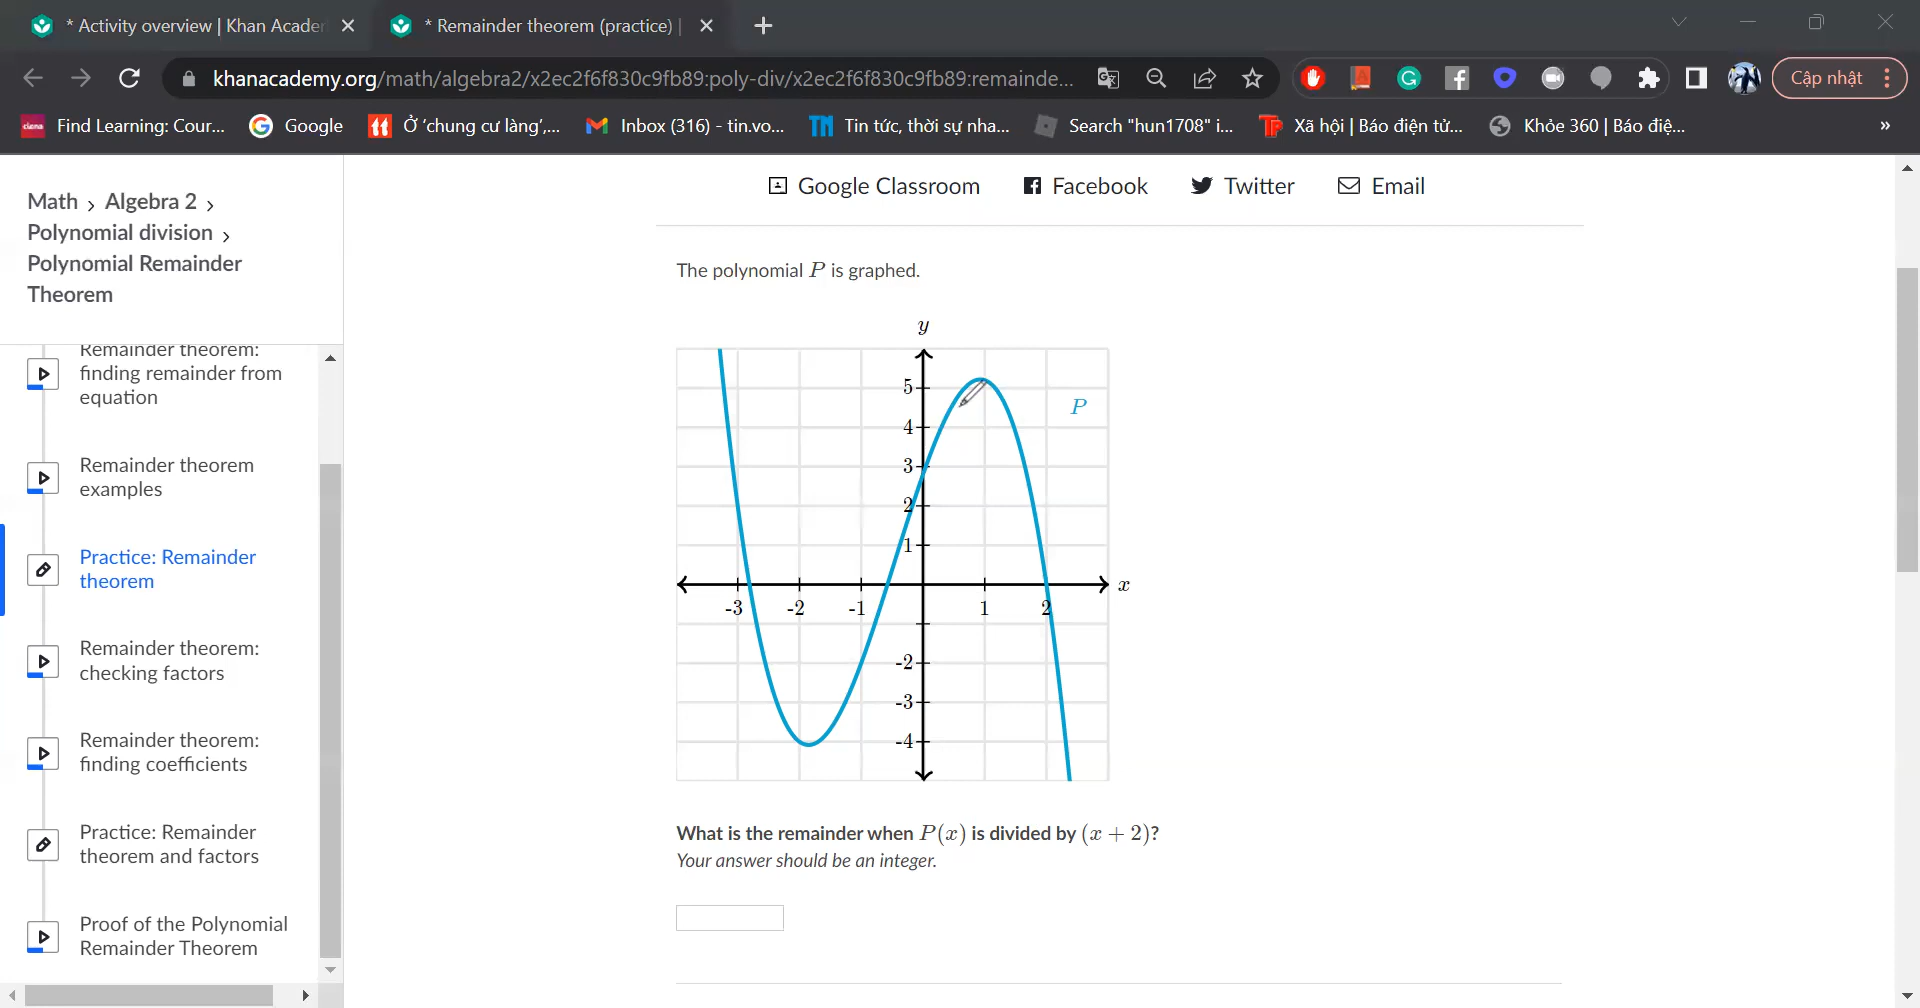 * Activity overview | Khan Acader
* Remainder theorem (practice) |
khanacademy.org/math/algebra2/x2ec2f6f830c9fb89:poly-div/x2ec2f6f830c9fb89:remainde...
Cập nhật
ciena Find Learning: Cour...
Google
Ở ‘chung cư làng’,...
Inbox (316) - tin.vo...
TN Tin tức, thời sự nha...
Search "hun1708" i...
Xã hội | Báo điện tử...
Khỏe 360 | Báo điệ...
»
Math > Algebra 2 >
Polynomial division >
Polynomial Remainder
Theorem
Remainder theorem:
finding remainder from
equation
Remainder theorem
examples
Practice: Remainder
theorem
Remainder theorem:
checking factors
Remainder theorem:
finding coefficients
Practice: Remainder
theorem and factors
Proof of the Polynomial
Remainder Theorem
Google Classroom
Facebook
Twitter
Email
The polynomial P is graphed.
y
5
4
3
2
1
-3 -2 -1 1 2
x
-2
-3
-4
P
What is the remainder when P(x) is divided by (x + 2)?
Your answer should be an integer.